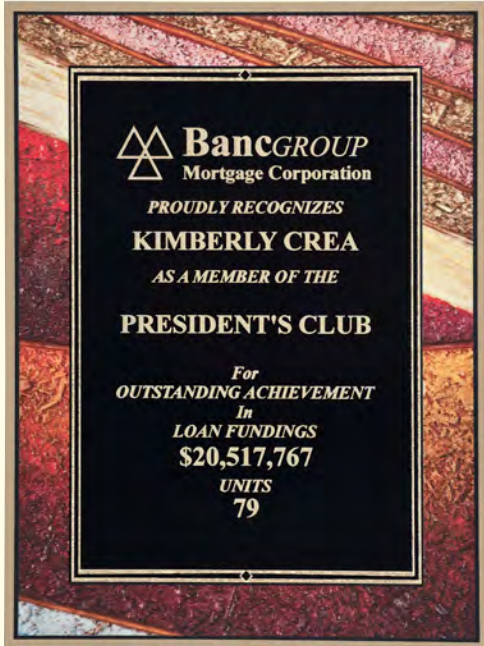 BancGROUP
Mortgage Corporation
PROUDLY RECOGNIZES
KIMBERLY CREA
AS A MEMBER OF THE
PRESIDENT'S CLUB
For
OUTSTANDING ACHIEVEMENT
In
LOAN FUNDINGS
$20,517,767
UNITS
79